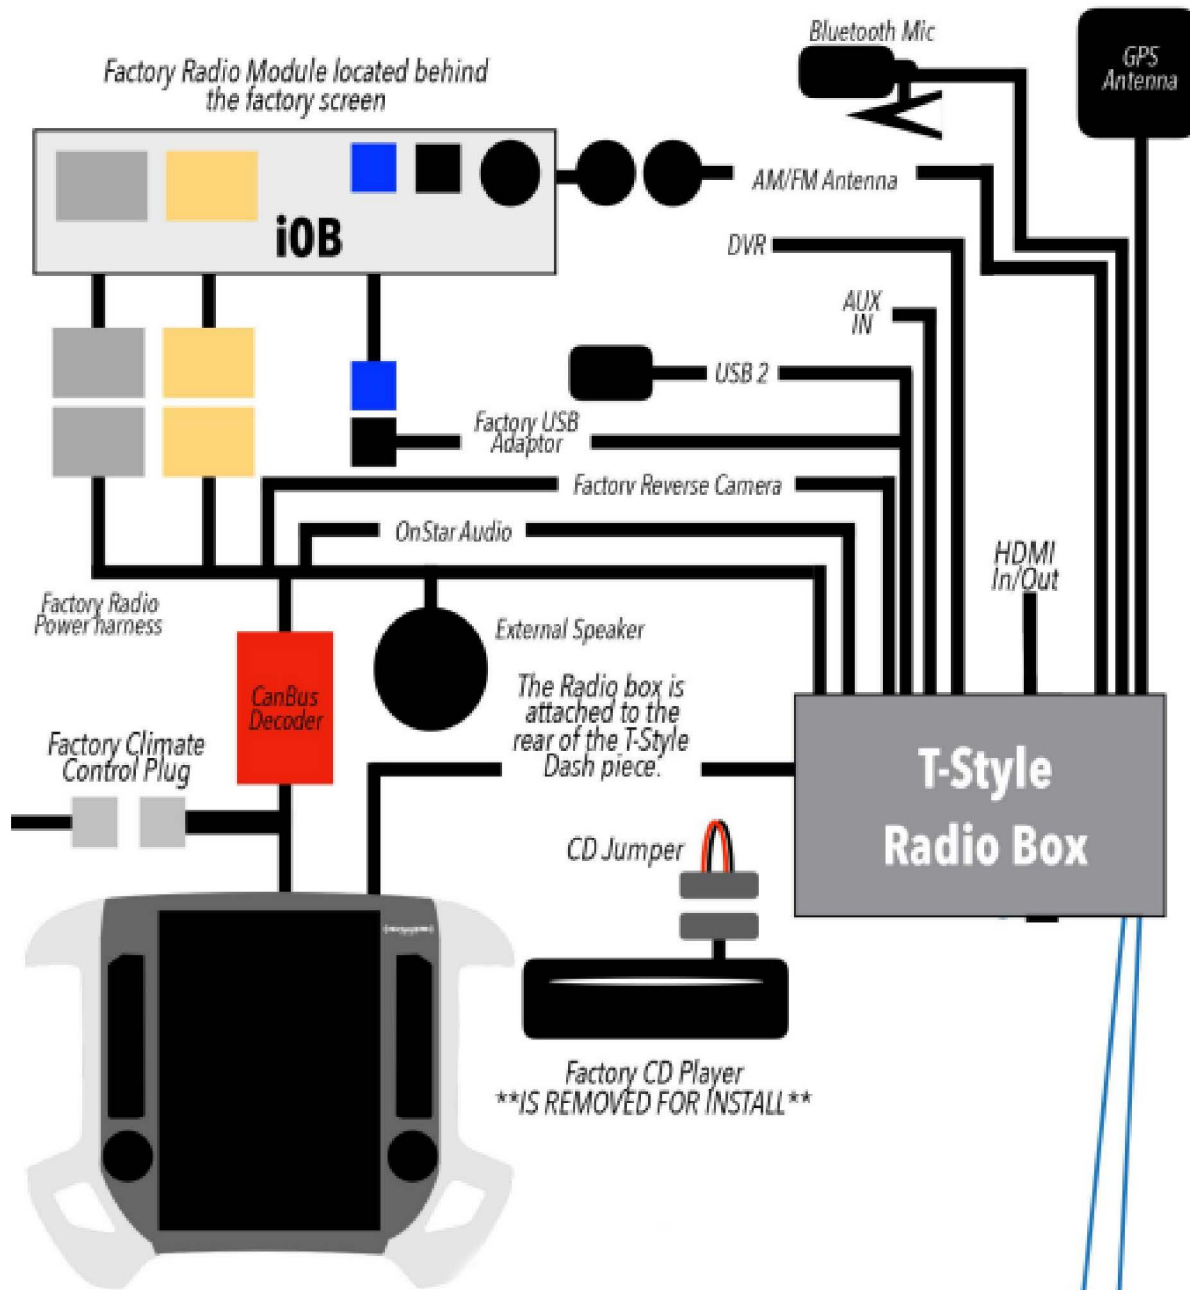 Bluetooth Mic
GPS
Antenna
Factory Radio Module located behind
the factory screen
AM/FM Antenna
iOB
DVR
AUX
IN
USB 2
Factory USB
Adaptor
Factory Reverse Camera
OnStar Audio
HDMI
In/Out
Factory Radio
Power harness
External Speaker
CanBus
Decoder
The Radio box is
attached to the
rear of the T-Style
Dash piece.
Factory Climate
Control Plug
T-Style
Radio Box
CD Jumper
Factory CD Player
**IS REMOVED FOR INSTALL**